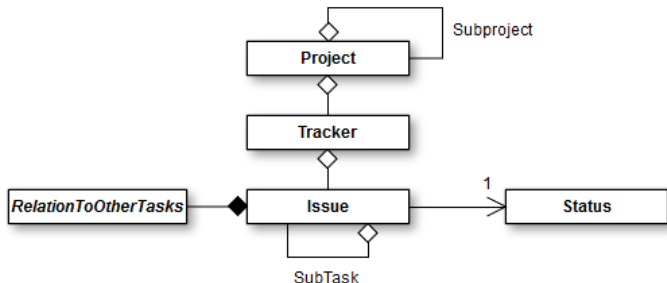 Subproject
Project
Tracker
1
RelationToOtherTasks
Issue
Status
SubTask